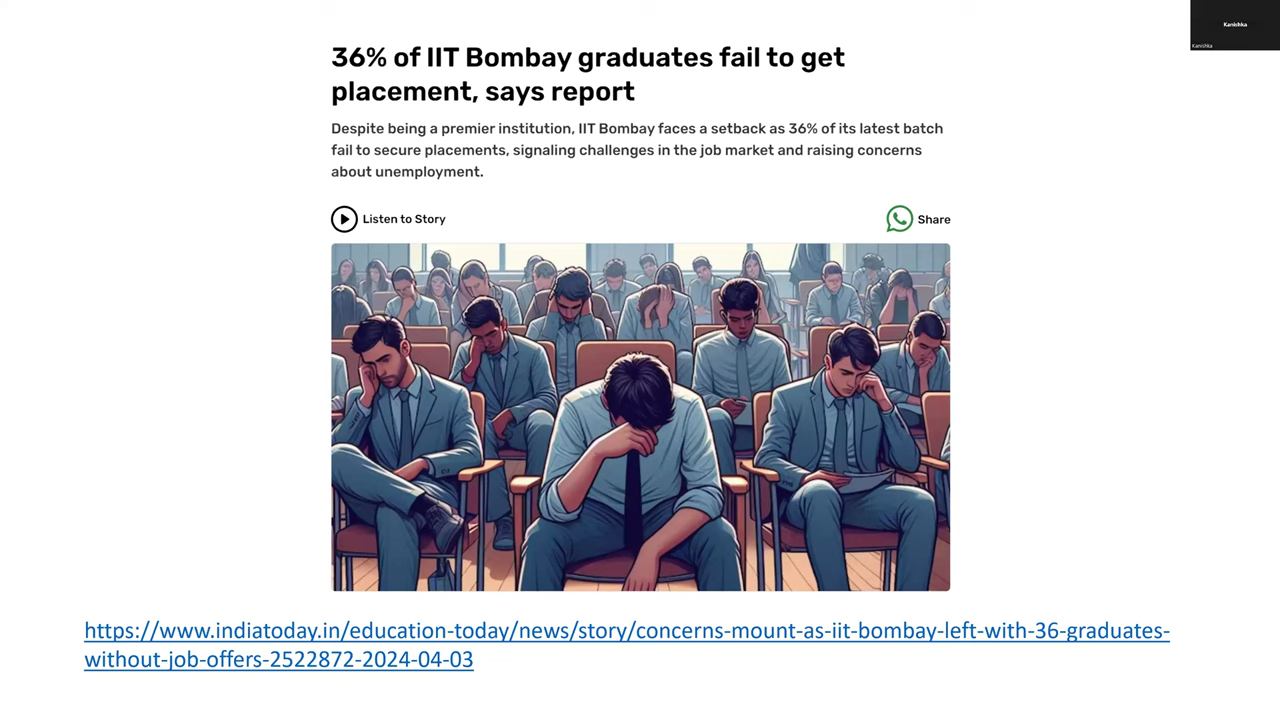 Kanishka
Kanishka
36% of IIT Bombay graduates fail to get
placement, says report
Despite being a premier institution, IIT Bombay faces a setback as 36% of its latest batch
fail to secure placements, signaling challenges in the job market and raising concerns
about unemployment.
Listen to Story
Share
https://www.indiatoday.in/education-today/news/story/concerns-mount-as-iit-bombay-left-with-36-graduates-
without-job-offers-2522872-2024-04-03